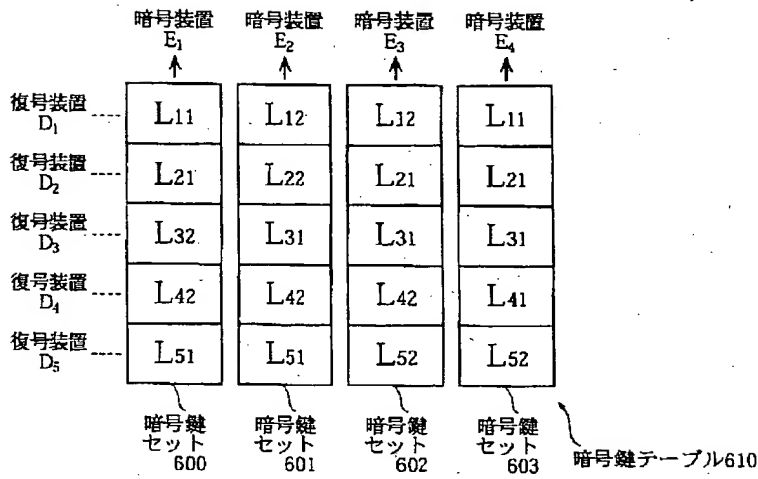 暗号装置 暗号装置 暗号装置 暗号装置
E1 E2 E3 E4
復号装置
D1
L11 L12 L12 L11
復号装置
D2
L21 L22 L21 L21
復号装置
D3
L32 L31 L31 L31
復号装置
D4
L42 L42 L42 L41
復号装置
D5
L51 L51 L52 L52
暗号鍵 暗号鍵 暗号鍵 暗号鍵
セット セット セット セット
600 601 602 603
暗号鍵テーブル610